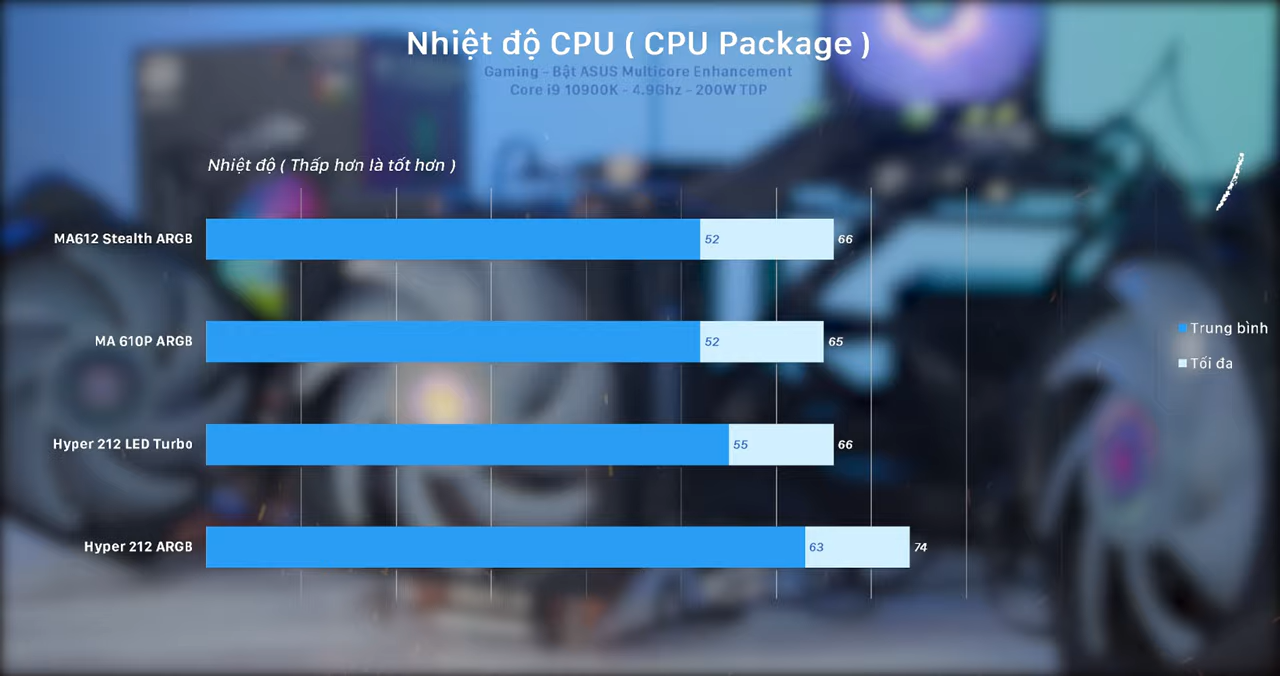 Nhiệt độ CPU ( CPU Package )
Gaming - Bật ASUS Multicore Enhancement
Core i9 10900K - 4.9Ghz - 200W TDP
Nhiệt độ ( Thấp hơn là tốt hơn )
MA612 Stealth ARGB 52 66
MA 610P ARGB 52 65
Hyper 212 LED Turbo 55 66
Hyper 212 ARGB 63 74
Trung bình
Tối đa